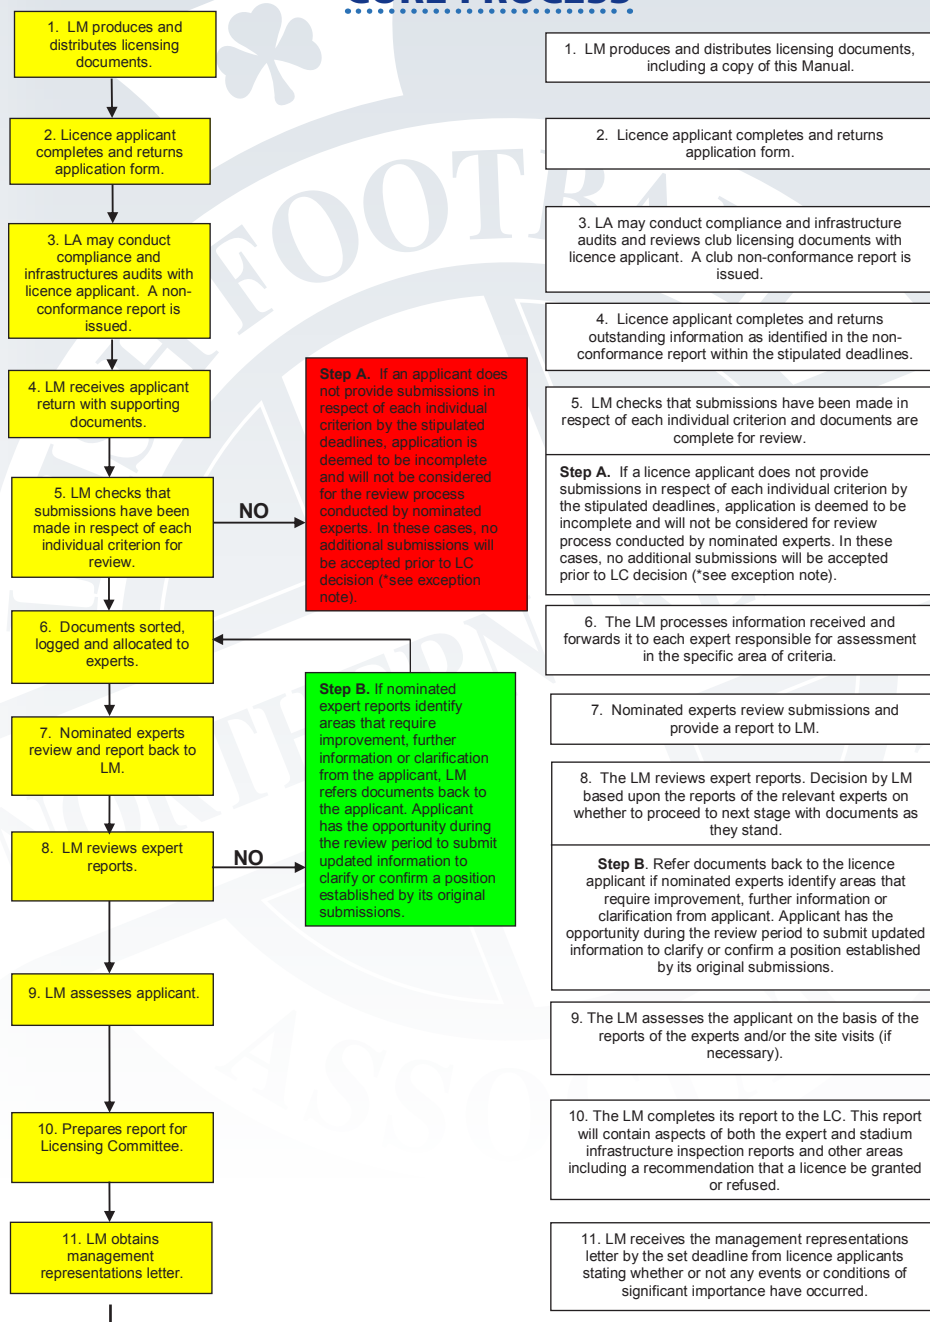 CORE PROCESS
1. LM produces and
distributes licensing
documents.
2. Licence applicant
completes and returns
application form.
3. LA may conduct
compliance and
infrastructures audits with
licence applicant. A non-
conformance report is
issued.
4. LM receives applicant
return with supporting
documents.
5. LM checks that
submissions have been
made in respect of each
individual criterion for
review.
NO
Step A. If an applicant does
not provide submissions in
respect of each individual
criterion by the stipulated
deadlines, application is
deemed to be incomplete
and will not be considered
for the review process
conducted by nominated
experts. In these cases, no
additional submissions will
be accepted prior to LC
decision (*see exception
note).
6. Documents sorted,
logged and allocated to
experts.
7. Nominated experts
review and report back to
LM.
8. LM reviews expert
reports.
NO
Step B. If nominated
expert reports identify
areas that require
improvement, further
information or clarification
from the applicant, LM
refers documents back to
the applicant. Applicant
has the opportunity during
the review period to submit
updated information to
clarify or confirm a position
established by its original
submissions.
9. LM assesses applicant.
10. Prepares report for
Licensing Committee.
11. LM obtains
management
representations letter.
1. LM produces and distributes licensing documents,
including a copy of this Manual.
2. Licence applicant completes and returns
application form.
3. LA may conduct compliance and infrastructure
audits and reviews club licensing documents with
licence applicant. A club non-conformance report is
issued.
4. Licence applicant completes and returns
outstanding information as identified in the non-
conformance report within the stipulated deadlines.
5. LM checks that submissions have been made in
respect of each individual criterion and documents are
complete for review.
Step A. If a licence applicant does not provide
submissions in respect of each individual criterion by
the stipulated deadlines, application is deemed to be
incomplete and will not be considered for review
process conducted by nominated experts. In these
cases, no additional submissions will be accepted
prior to LC decision (*see exception note).
6. The LM processes information received and
forwards it to each expert responsible for assessment
in the specific area of criteria.
7. Nominated experts review submissions and
provide a report to LM.
8. The LM reviews expert reports. Decision by LM
based upon the reports of the relevant experts on
whether to proceed to next stage with documents as
they stand.
Step B. Refer documents back to the licence
applicant if nominated experts identify areas that
require improvement, further information or
clarification from applicant. Applicant has the
opportunity during the review period to submit updated
information to clarify or confirm a position established
by its original submissions.
9. The LM assesses the applicant on the basis of the
reports of the experts and/or the site visits (if
necessary).
10. The LM completes its report to the LC. This report
will contain aspects of both the expert and stadium
infrastructure inspection reports and other areas
including a recommendation that a licence be granted
or refused.
11. LM receives the management representations
letter by the set deadline from licence applicants
stating whether or not any events or conditions of
significant importance have occurred.